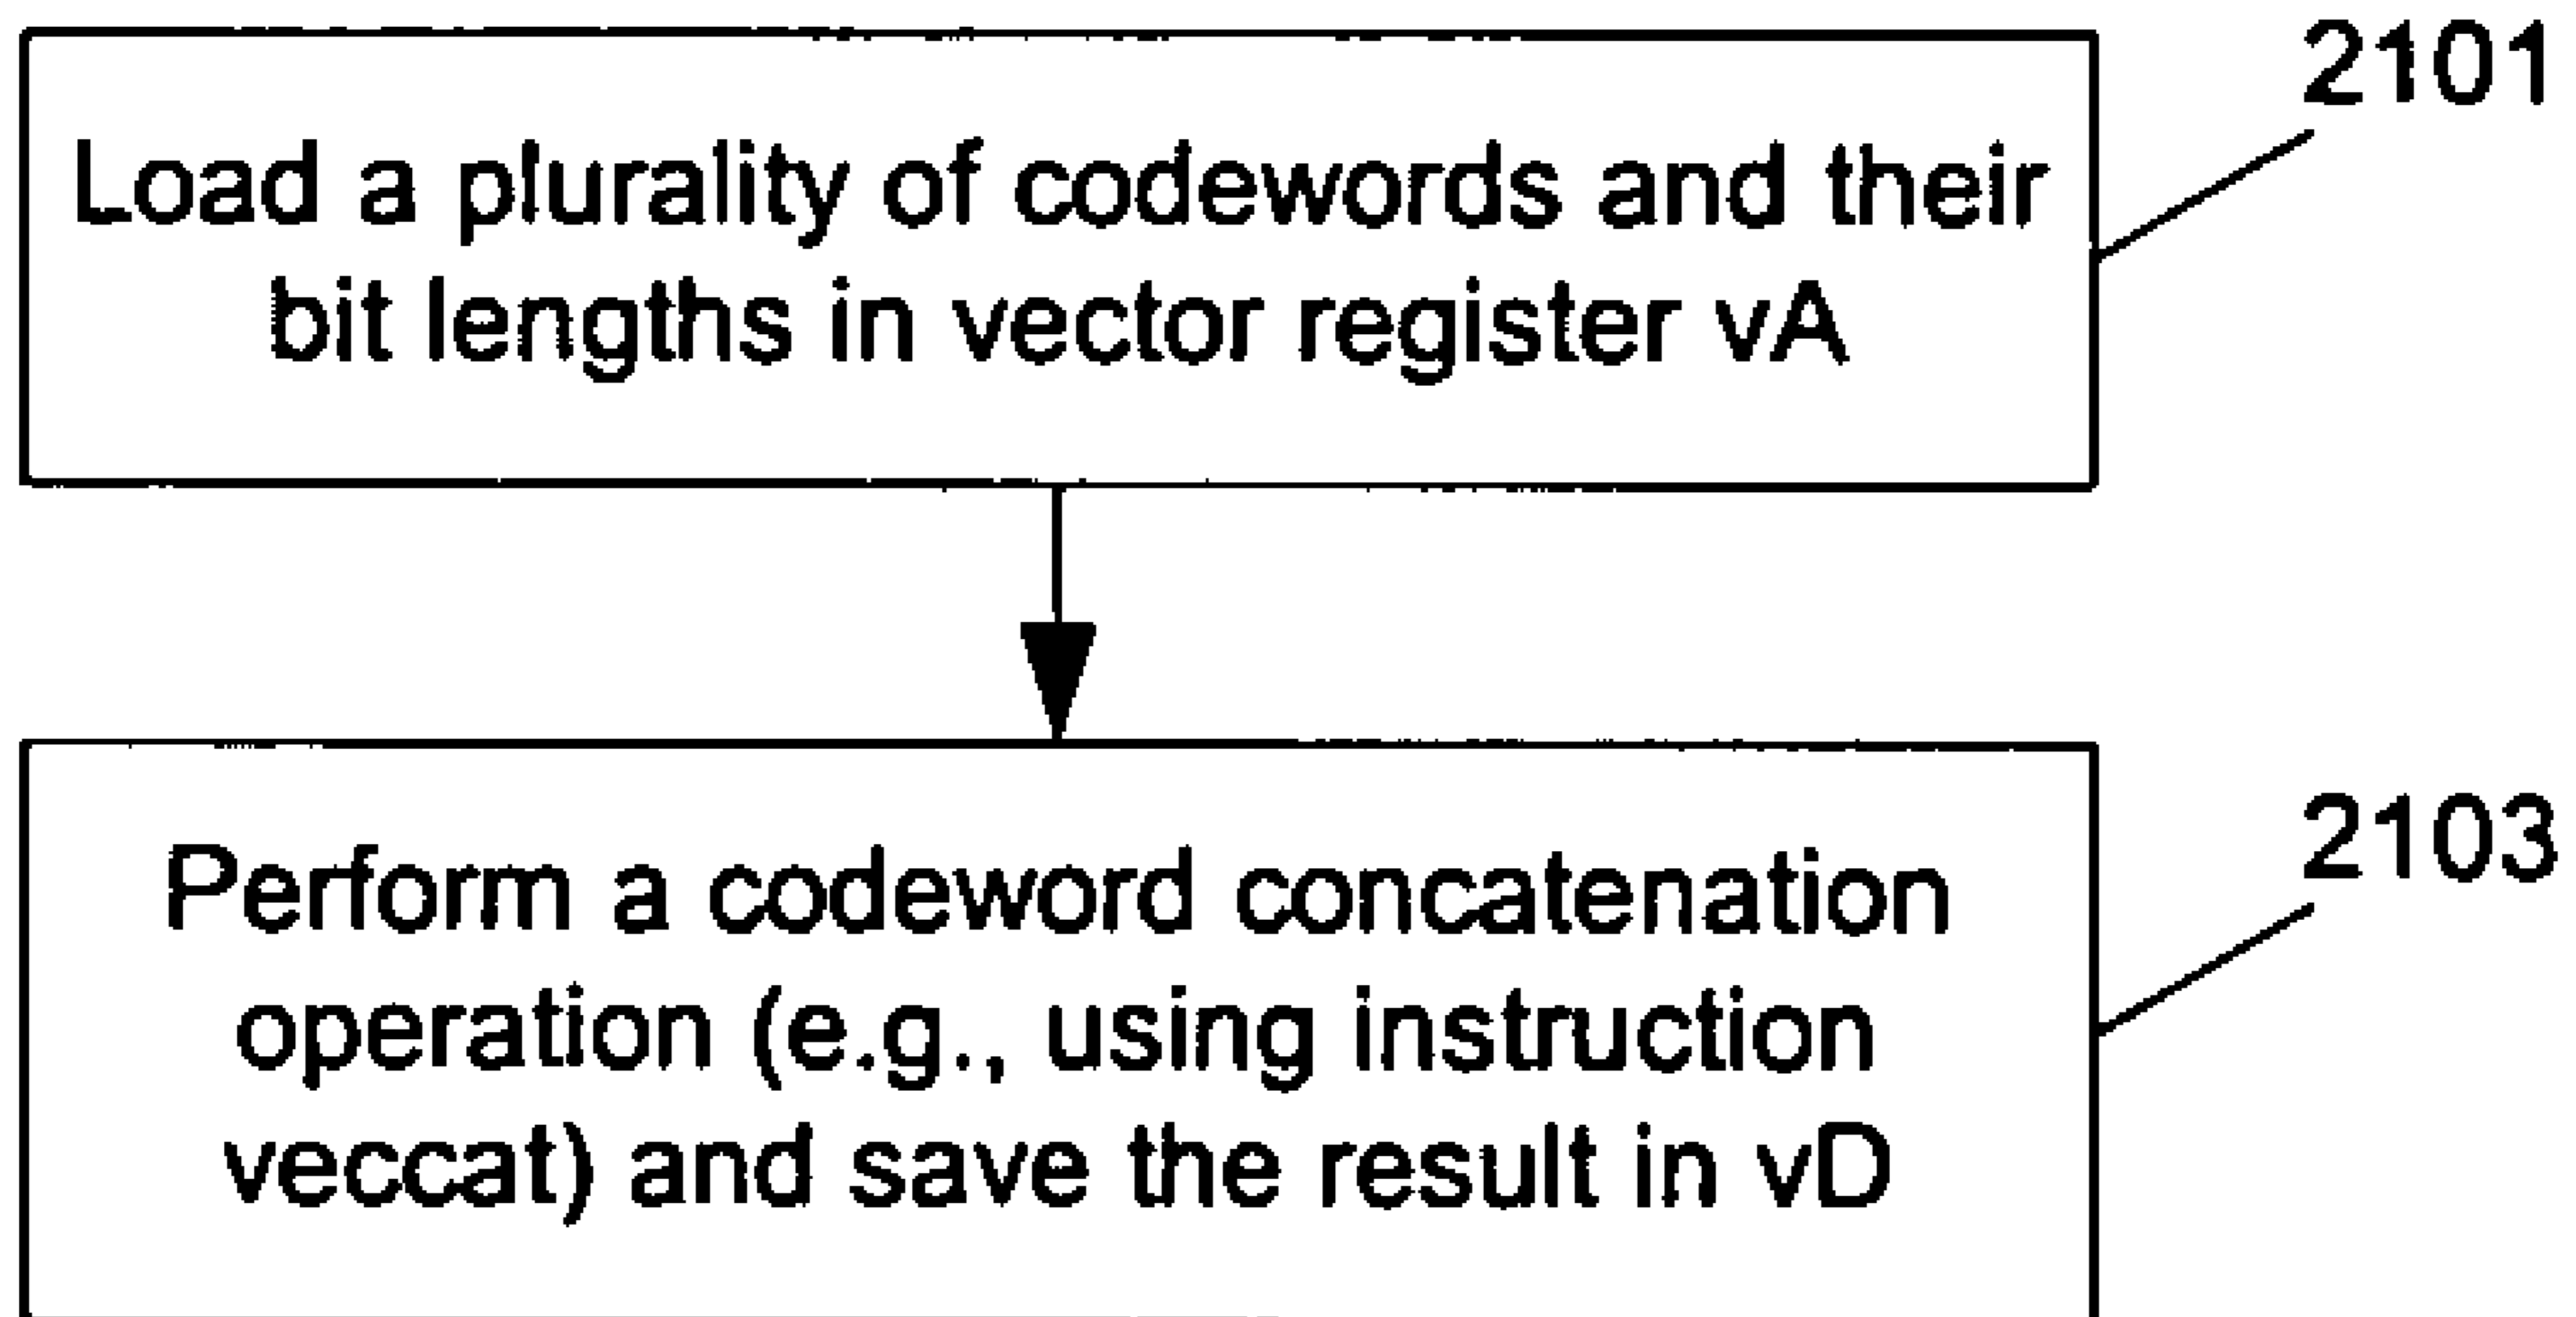 2101
Load a plurality of codewords and their
bit lengths in vector register vA
2103
Perform a codeword concatenation
operation (e.g., using instruction
veccat) and save the result in vD